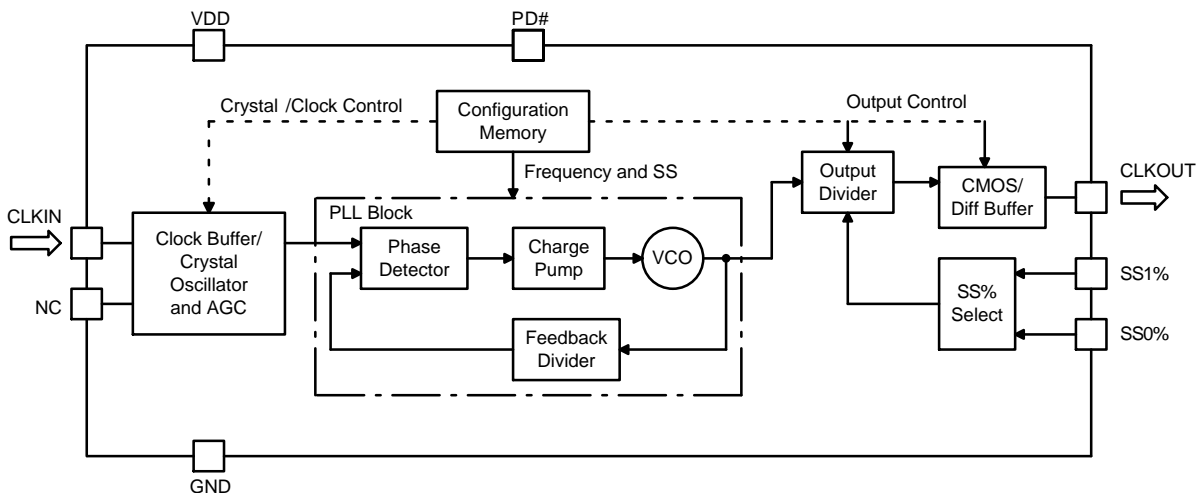 VDD
PD#
Crystal /Clock Control
Configuration
Memory
Output Control
Frequency and SS
Output
Divider
CMOS/
Diff Buffer
CLKOUT
CLKIN
NC
Clock Buffer/
Crystal
Oscillator
and AGC
PLL Block
Phase
Detector
Charge
Pump
VCO
Feedback
Divider
SS%
Select
SS1%
SS0%
GND